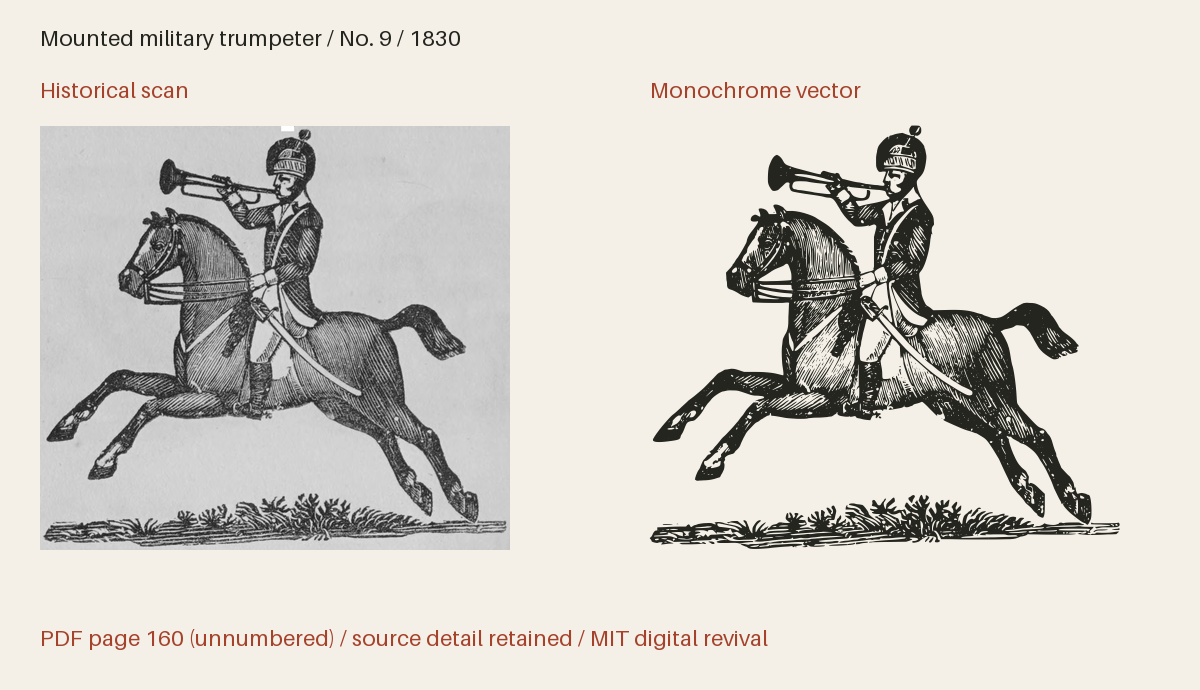 Mounted military trumpeter / No. 9 / 1830
Historical scan
Monochrome vector
PDF page 160 (unnumbered) / source detail retained / MIT digital revival